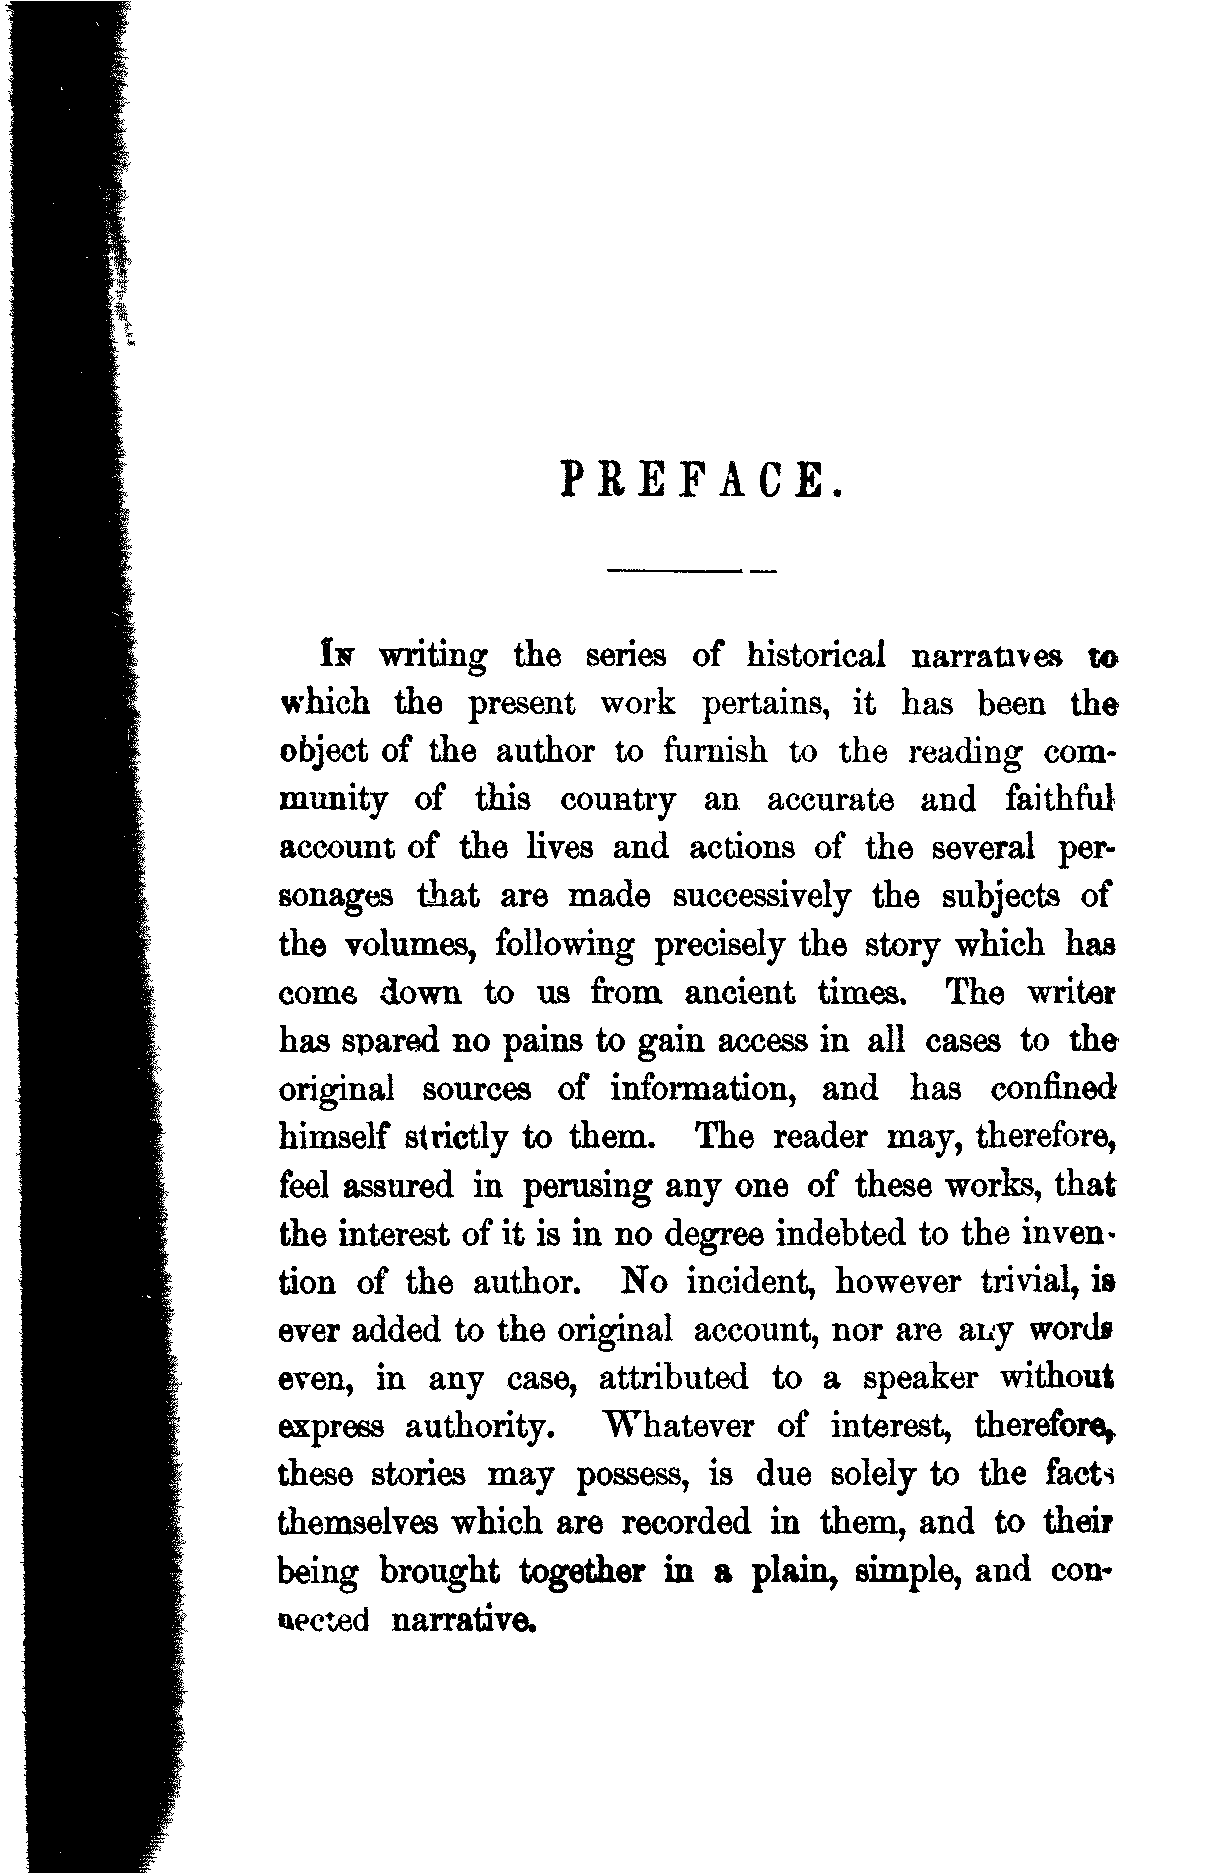 PREFACE.
In writing the series of historical narratives to
which the present work pertains, it has been the
object of the author to furnish to the reading com-
munity of this country an accurate and faithful
account of the lives and actions of the several per-
sonages that are made successively the subjects of
the volumes, following precisely the story which has
come down to us from ancient times. The writer
has spared no pains to gain access in all cases to the
original sources of information, and has confined
himself strictly to them. The reader may, therefore,
feel assured in perusing any one of these works, that
the interest of it is in no degree indebted to the inven-
tion of the author. No incident, however trivial, is
ever added to the original account, nor are any words
even, in any case, attributed to a speaker without
express authority. Whatever of interest, therefore,
these stories may possess, is due solely to the facts
themselves which are recorded in them, and to their
being brought together in a plain, simple, and con-
nected narrative.